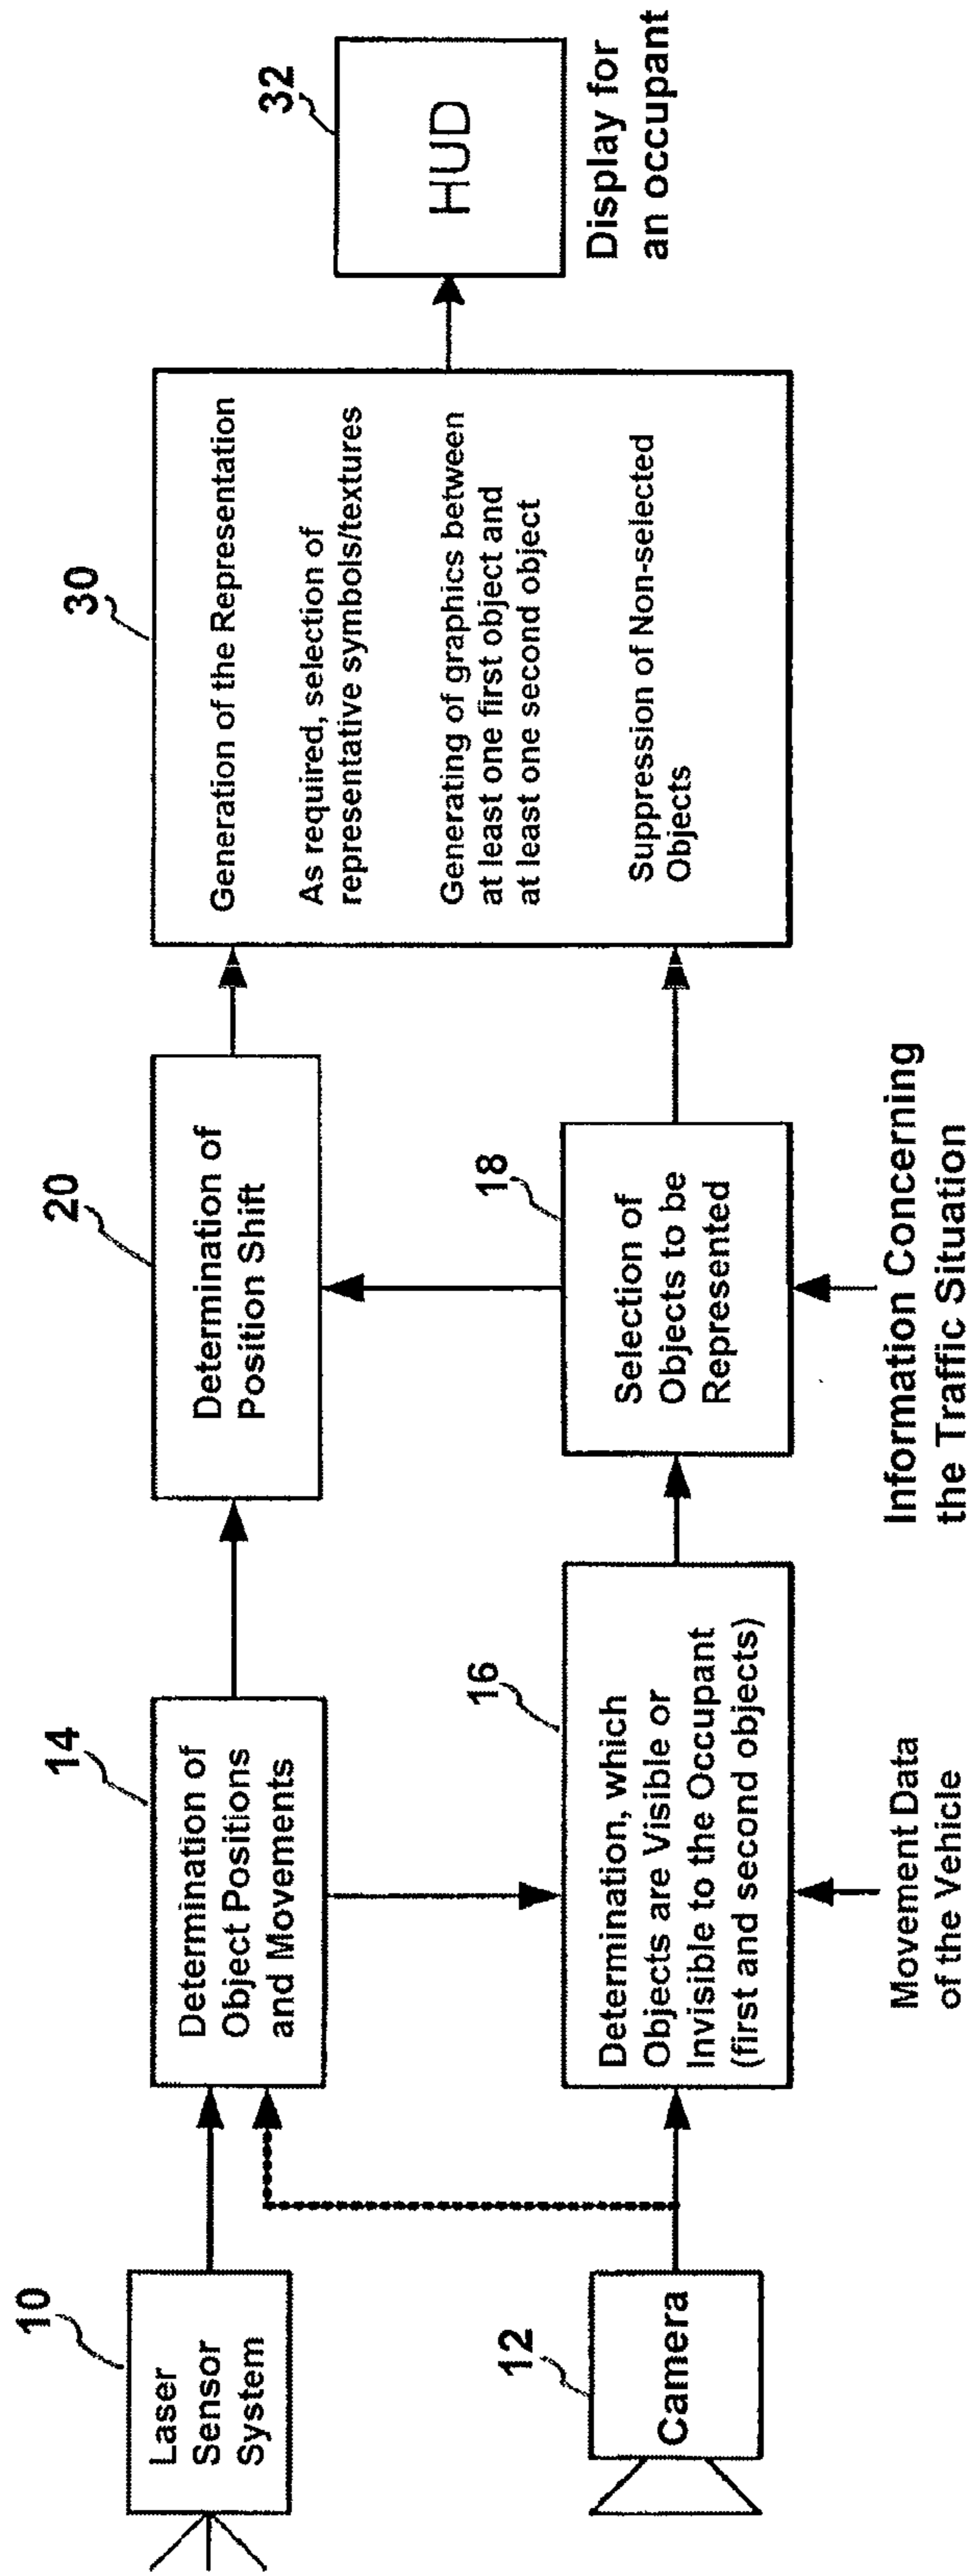 10
Laser
Sensor
System
12
Camera
14
Determination of
Object Positions
and Movements
16
Determination, which
Objects are Visible or
Invisible to the Occupant
(first and second objects)
Movement Data
of the Vehicle
20
Determination of
Position Shift
18
Selection of
Objects to be
Represented
Information Concerning
the Traffic Situation
30
Generation of the Representation
As required, selection of
representative symbols/textures
Generating of graphics between
at least one first object and
at least one second object
Suppression of Non-selected
Objects
32
HUD
Display for
an occupant